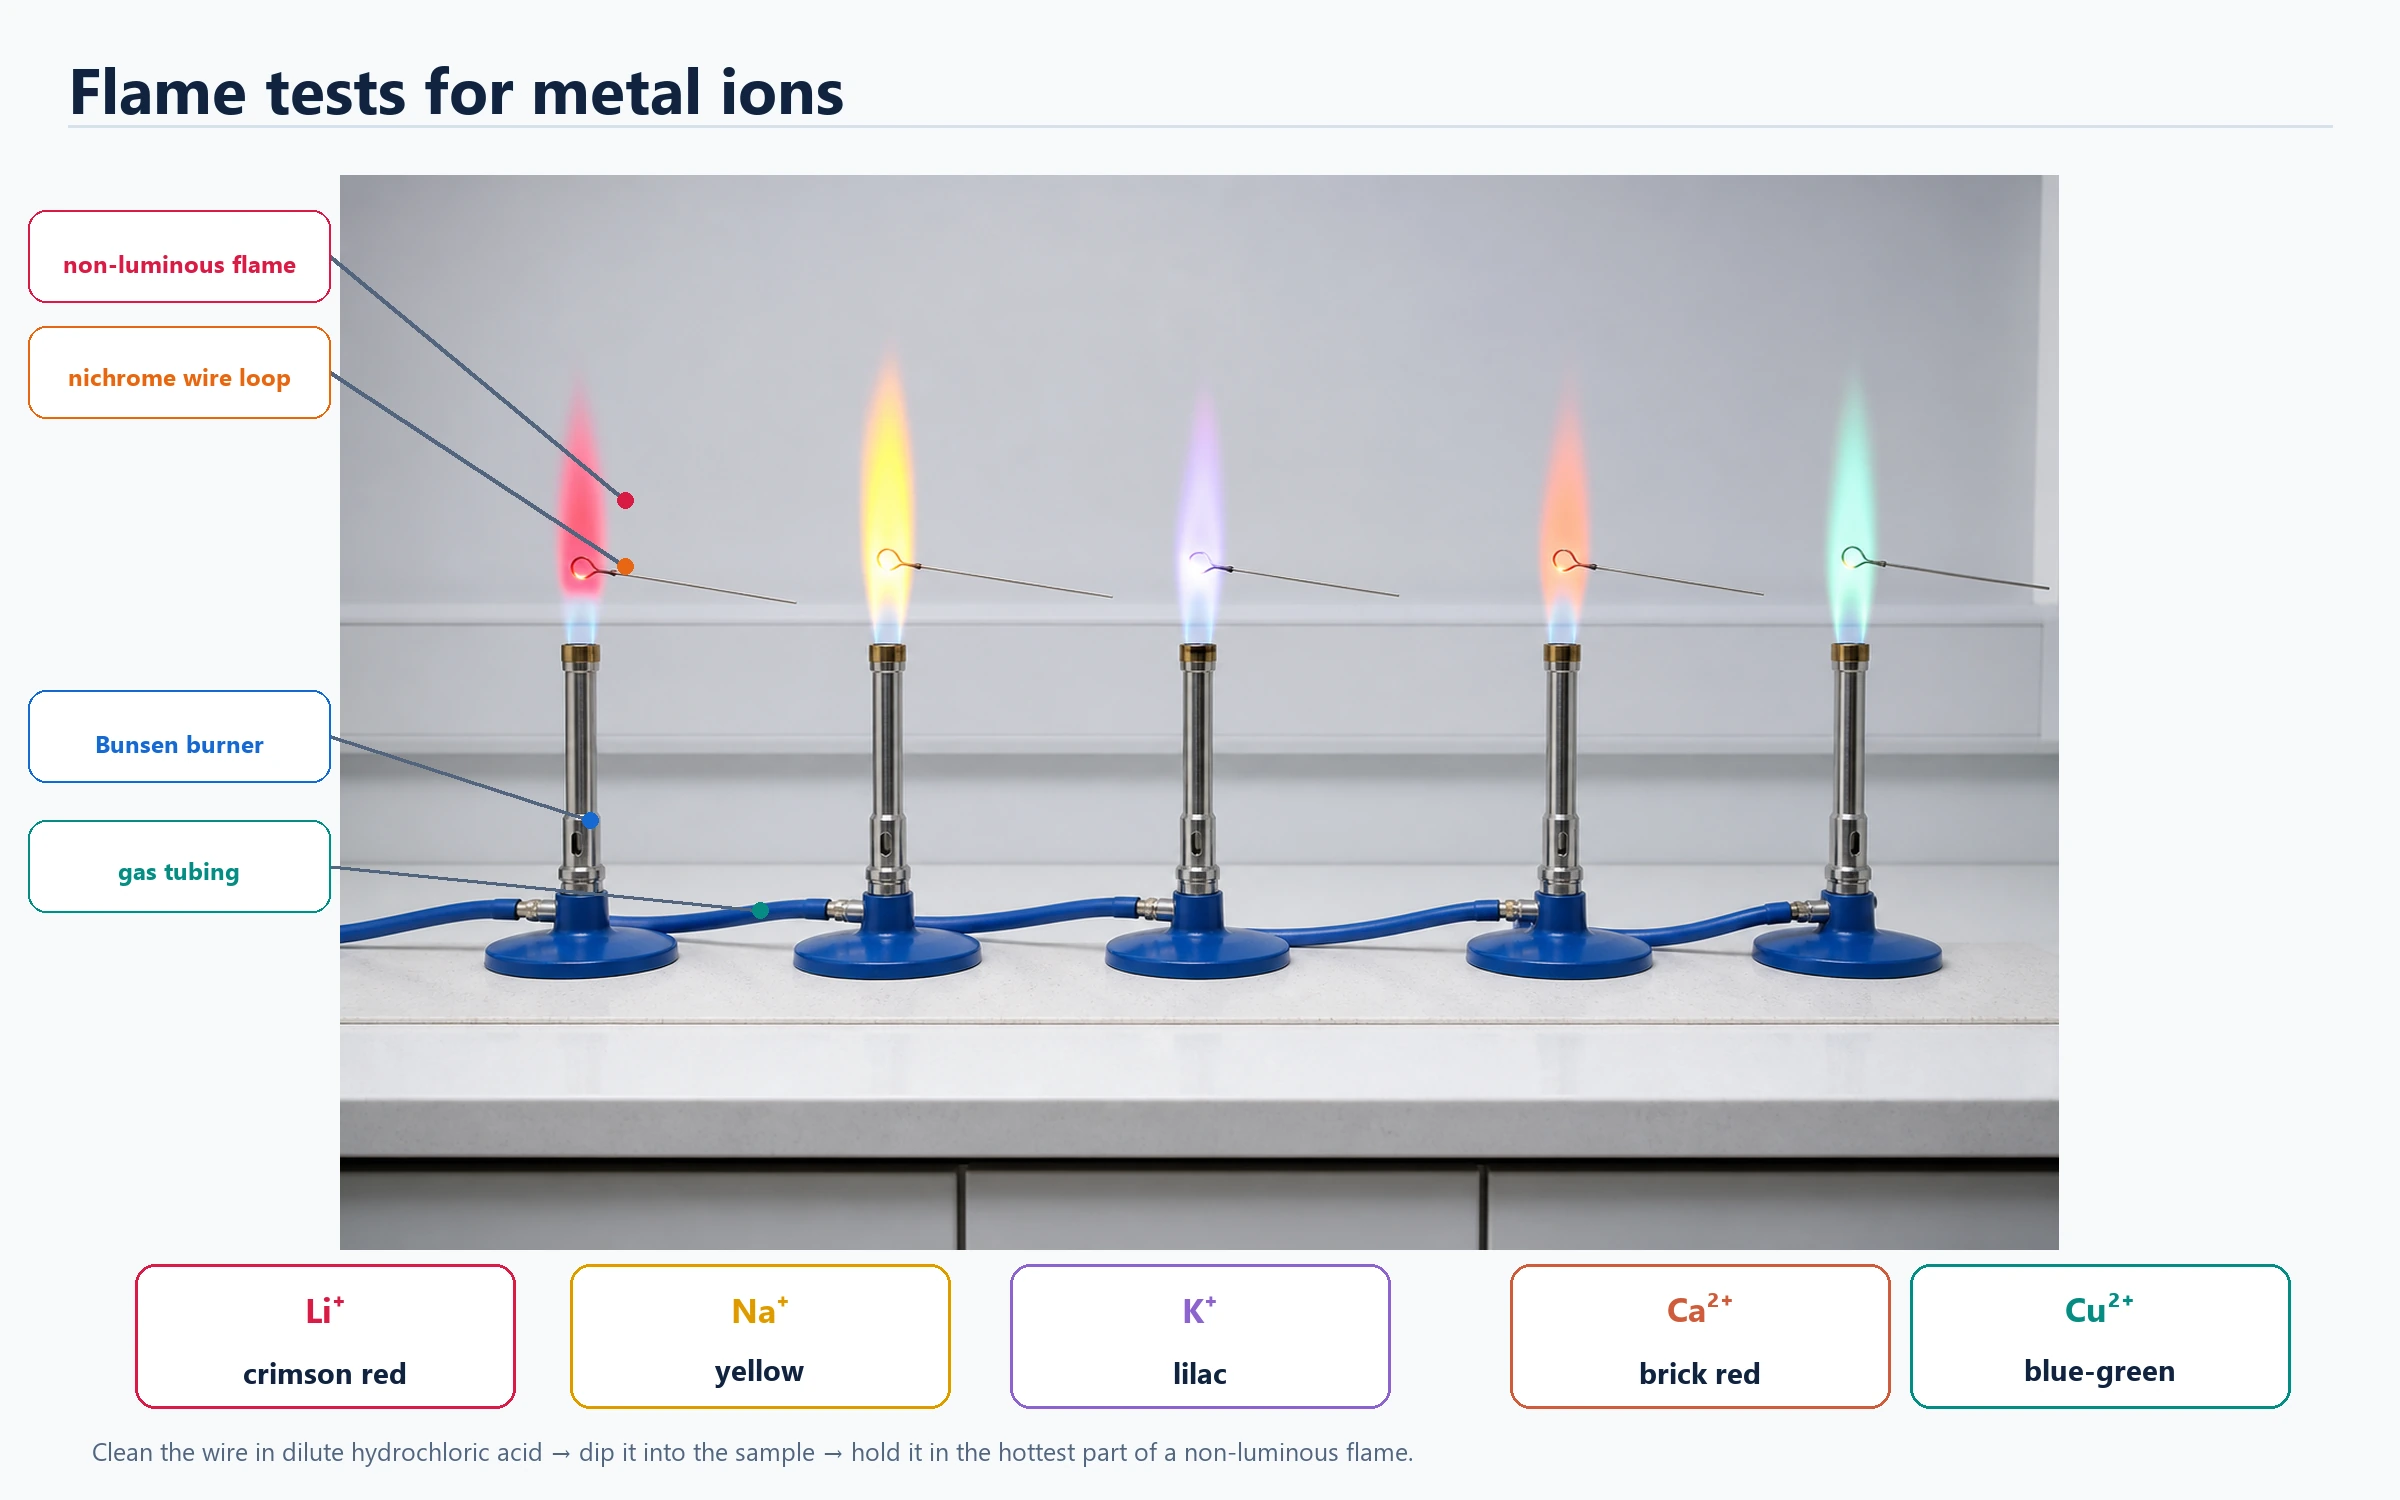 Flame tests for metal ions
non-luminous flame
nichrome wire loop
Bunsen burner
gas tubing
Li⁺
crimson red
Na⁺
yellow
K⁺
lilac
Ca²⁺
brick red
Cu²⁺
blue-green
Clean the wire in dilute hydrochloric acid → dip it into the sample → hold it in the hottest part of a non-luminous flame.